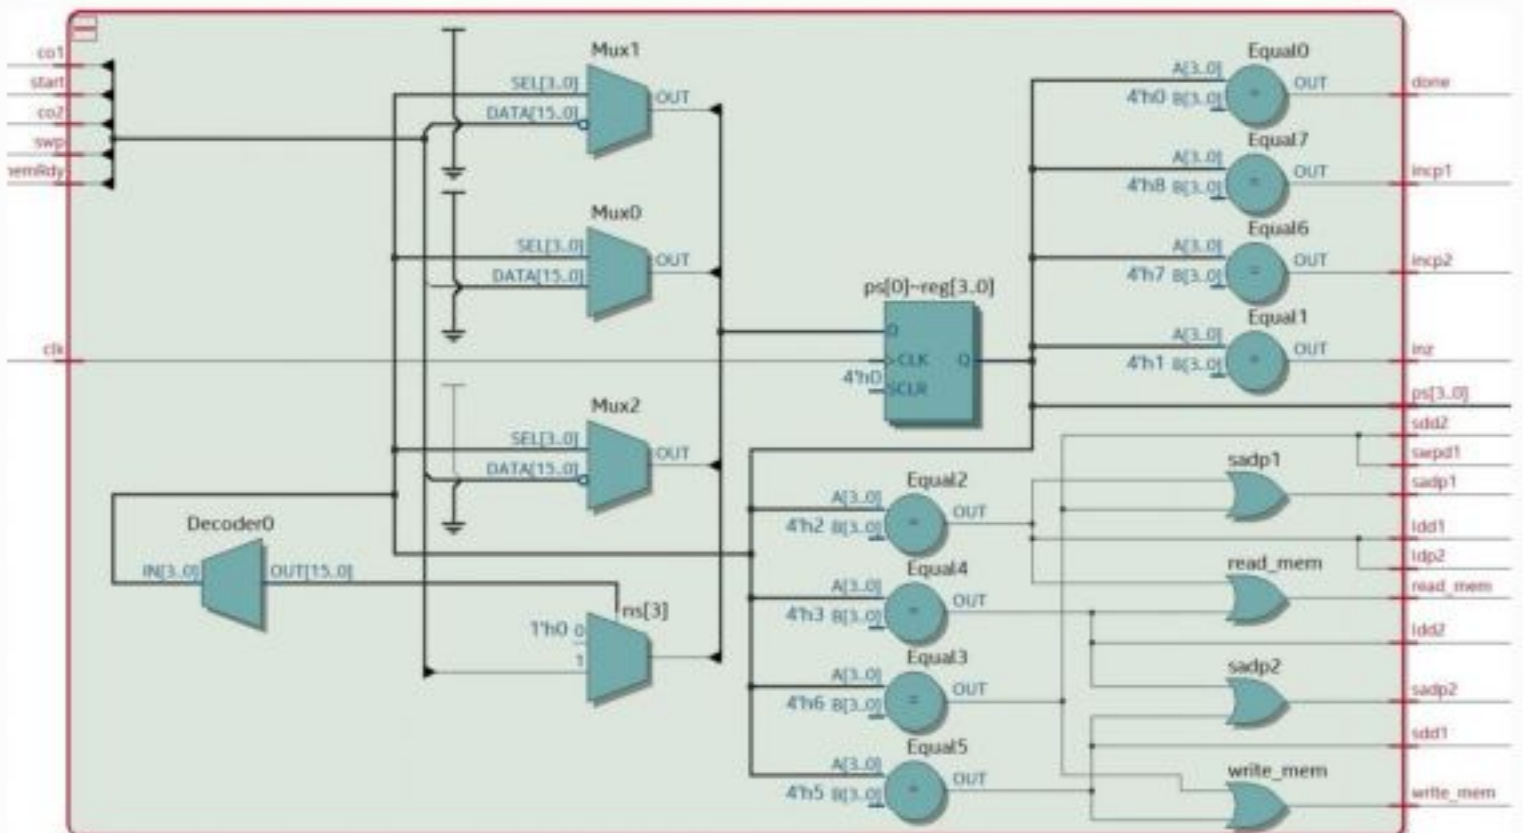 co1
start
co2
swp
memRdy
clk
Mux1
SEL[3..0]
DATA[15..0]
OUT
Mux0
SEL[3..0]
DATA[15..0]
OUT
Mux2
SEL[3..0]
DATA[15..0]
OUT
Decoder0
IN[3..0]
OUT[15..0]
ns[3]
1'h0 0
1
ps[0]~reg[3..0]
CLK
Q
4'h0
SCLR
Equal0
A[3..0]
4'h0 B[3..0]
OUT
Equal7
A[3..0]
4'h8 B[3..0]
OUT
Equal6
A[3..0]
4'h7 B[3..0]
OUT
Equal1
A[3..0]
4'h1 B[3..0]
OUT
Equal2
A[3..0]
4'h2 B[3..0]
OUT
Equal4
A[3..0]
4'h3 B[3..0]
OUT
Equal3
A[3..0]
4'h6 B[3..0]
OUT
Equal5
A[3..0]
4'h5 B[3..0]
OUT
sadp1
read_mem
sadp2
write_mem
done
incp1
incp2
ps[3..0]
sdd2
swpd1
sadp1
ldd1
ldp2
read_mem
ldd2
sadp2
sdd1
write_mem